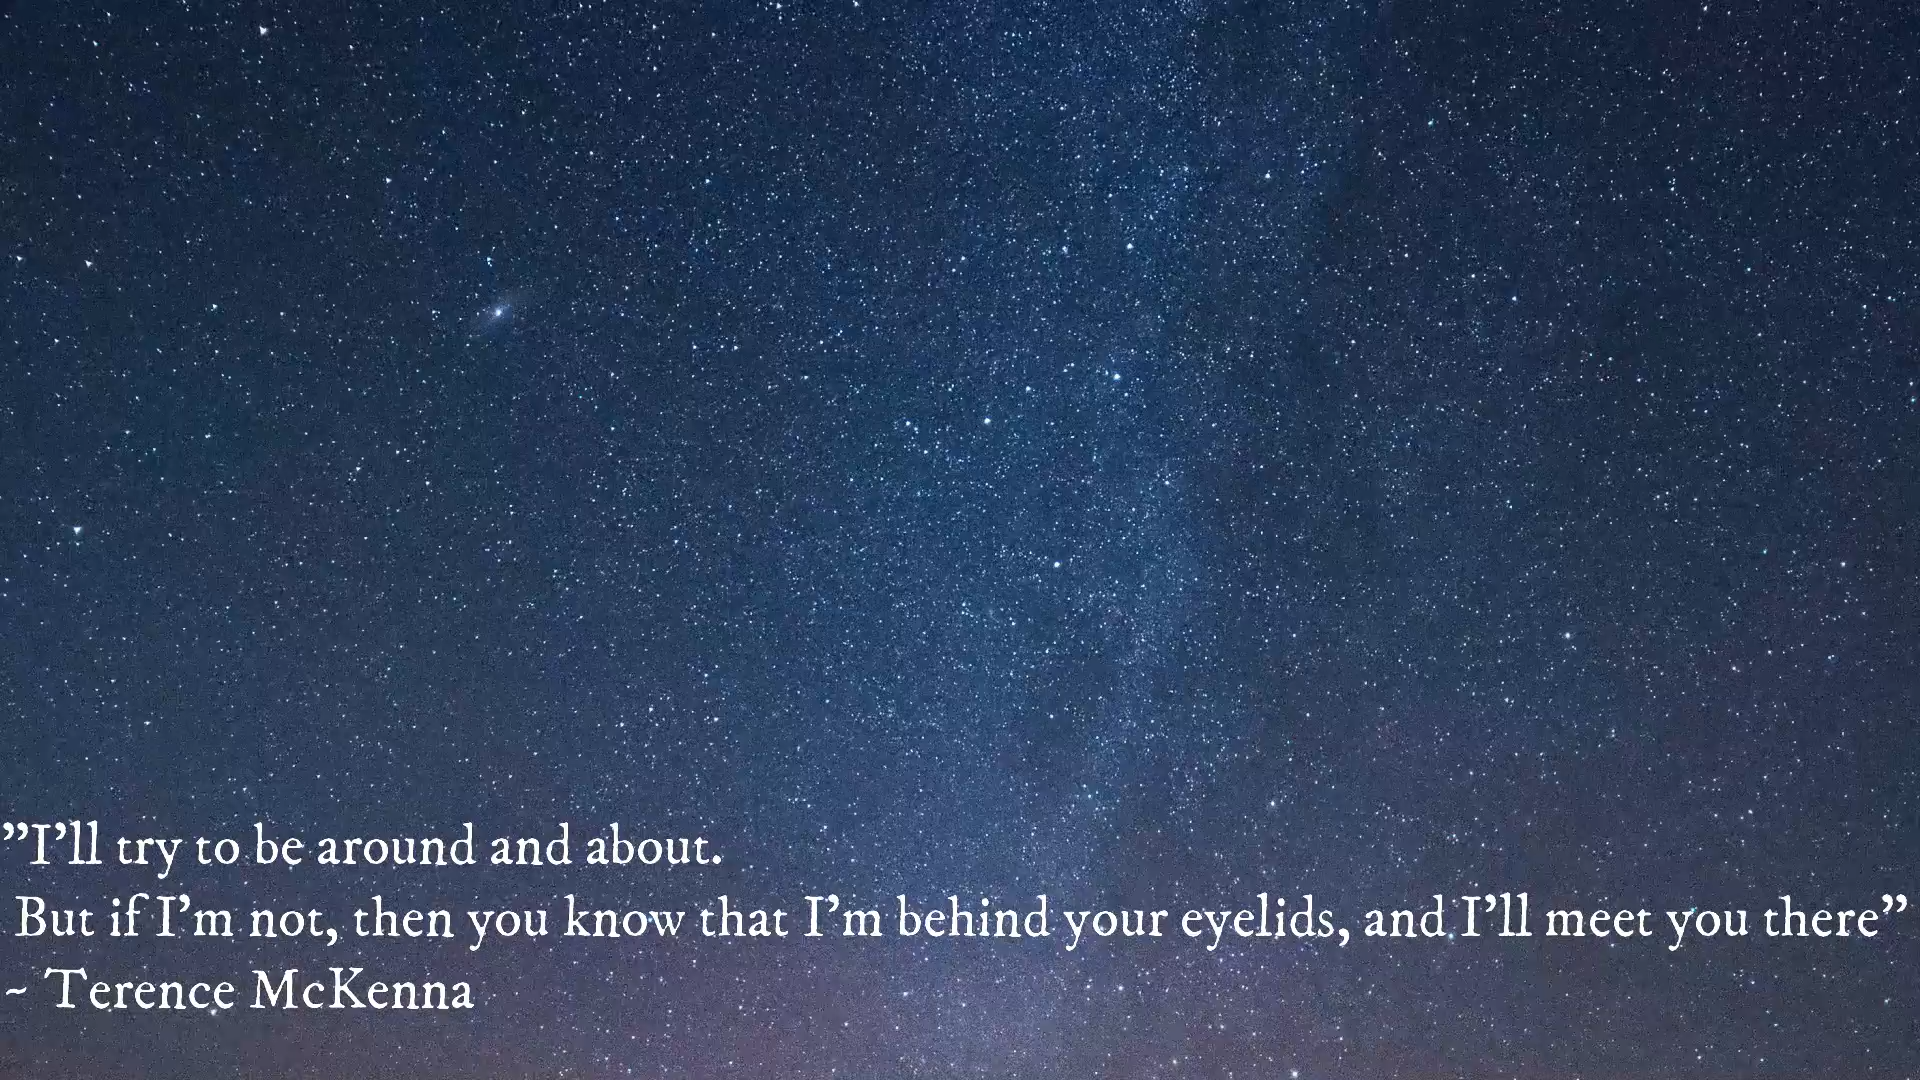 ”I’ll try to be around and about.
But if I’m not, then you know that I’m behind your eyelids, and I’ll meet you there”
~ Terence McKenna